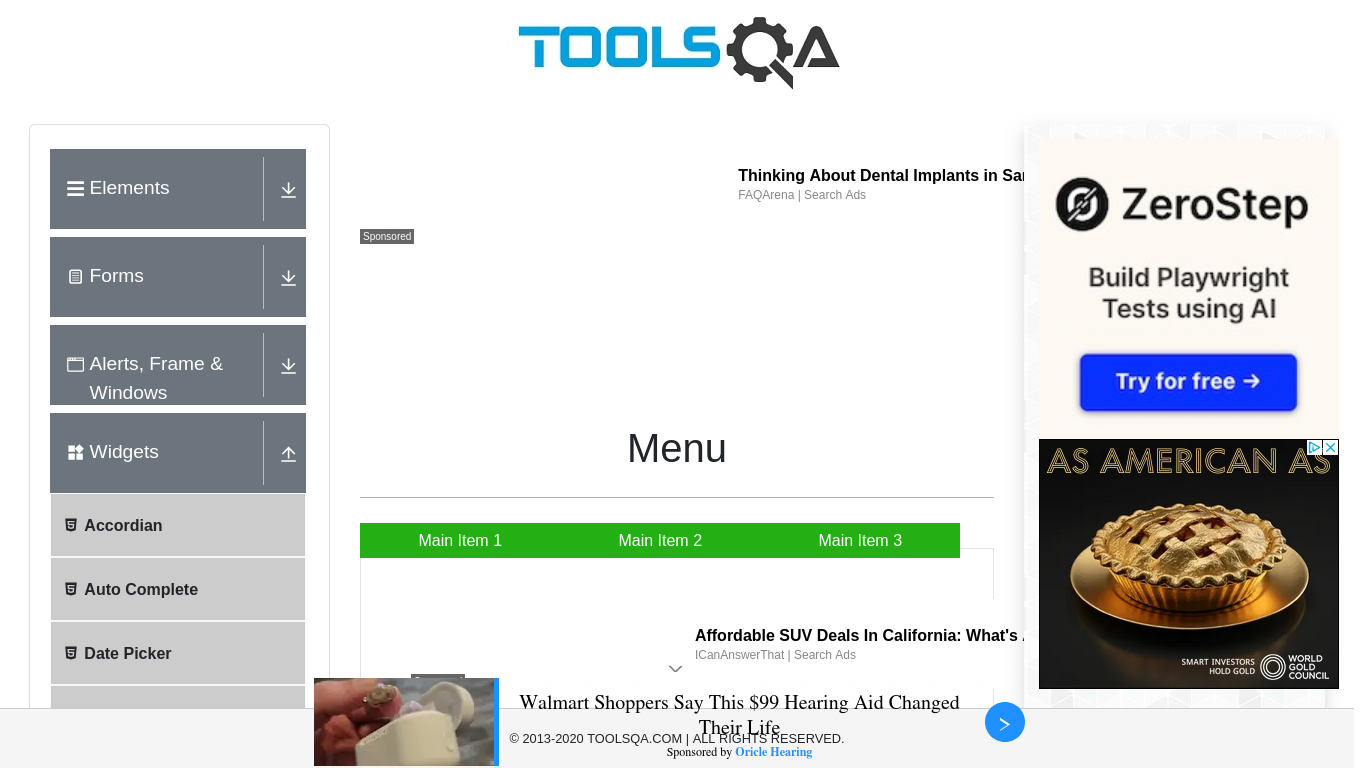 TOOLSQA
Elements
Forms
Alerts, Frame &
Windows
Widgets
Accordian
Auto Complete
Date Picker
Thinking About Dental Implants in
FAQArena | Search Ads
Sponsored
Menu
Main Item 1
Main Item 2
Main Item 3
Affordable SUV Deals In California: What's
ICanAnswerThat | Search Ads
ZeroStep
Build Playwright
Tests using AI
Try for free →
AS AMERICAN AS
SMART INVESTORS
HOLD GOLD
WORLD
GOLD
COUNCIL
Walmart Shoppers Say This $99 Hearing Aid Changed
Their Life
© 2013-2020 TOOLSQA.COM | ALL RIGHTS RESERVED.
Sponsored by Oricle Hearing